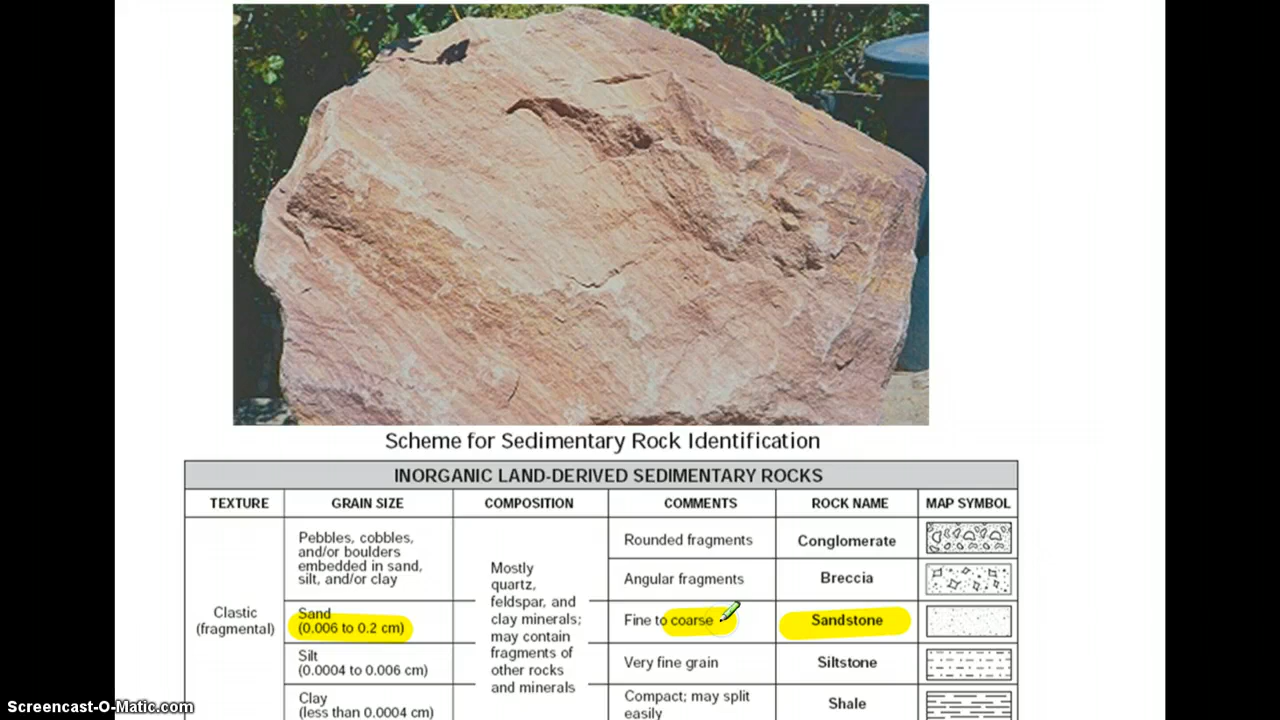 Scheme for Sedimentary Rock Identification
INORGANIC LAND-DERIVED SEDIMENTARY ROCKS
TEXTURE GRAIN SIZE COMPOSITION COMMENTS ROCK NAME MAP SYMBOL
Clastic
(fragmental)
Pebbles, cobbles,
and/or boulders
embedded in sand,
silt, and/or clay
Mostly
quartz,
feldspar, and
clay minerals;
may contain
fragments of
other rocks
and minerals
Rounded fragments
Conglomerate
Angular fragments
Breccia
Sand
(0.006 to 0.2 cm)
Fine to coarse
Sandstone
Silt
(0.0004 to 0.006 cm)
Very fine grain
Siltstone
Clay
(less than 0.0004 cm)
Compact; may split
easily
Shale
Screencast-O-Matic.com